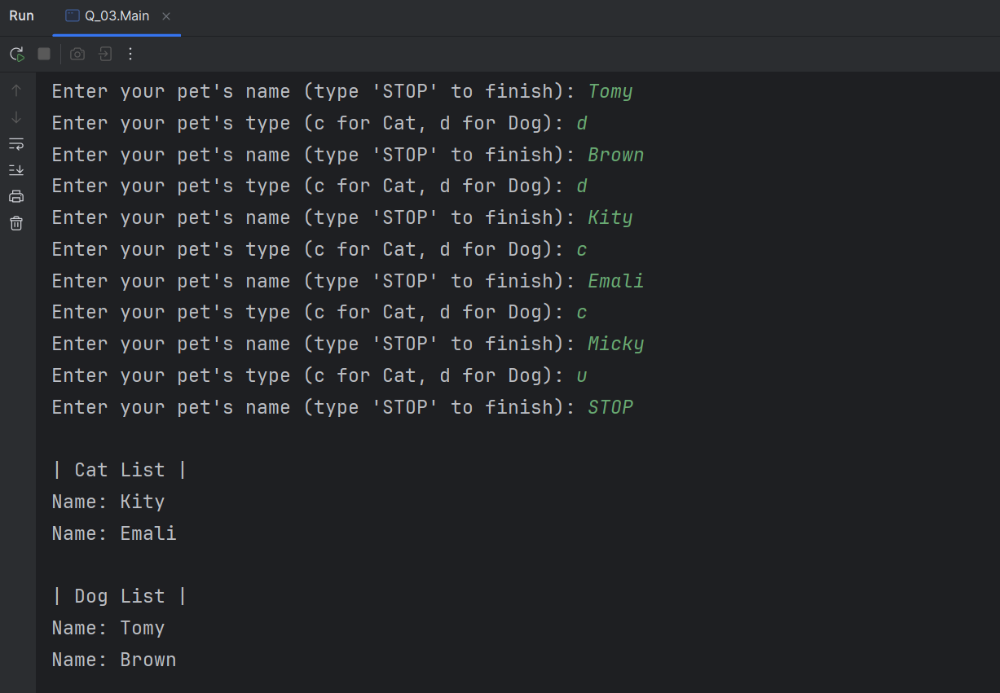 Run Q_03.Main
Enter your pet's name (type 'STOP' to finish): Tomy
Enter your pet's type (c for Cat, d for Dog): d
Enter your pet's name (type 'STOP' to finish): Brown
Enter your pet's type (c for Cat, d for Dog): d
Enter your pet's name (type 'STOP' to finish): Kity
Enter your pet's type (c for Cat, d for Dog): c
Enter your pet's name (type 'STOP' to finish): Emali
Enter your pet's type (c for Cat, d for Dog): c
Enter your pet's name (type 'STOP' to finish): Micky
Enter your pet's type (c for Cat, d for Dog): u
Enter your pet's name (type 'STOP' to finish): STOP
| Cat List |
Name: Kity
Name: Emali
| Dog List |
Name: Tomy
Name: Brown